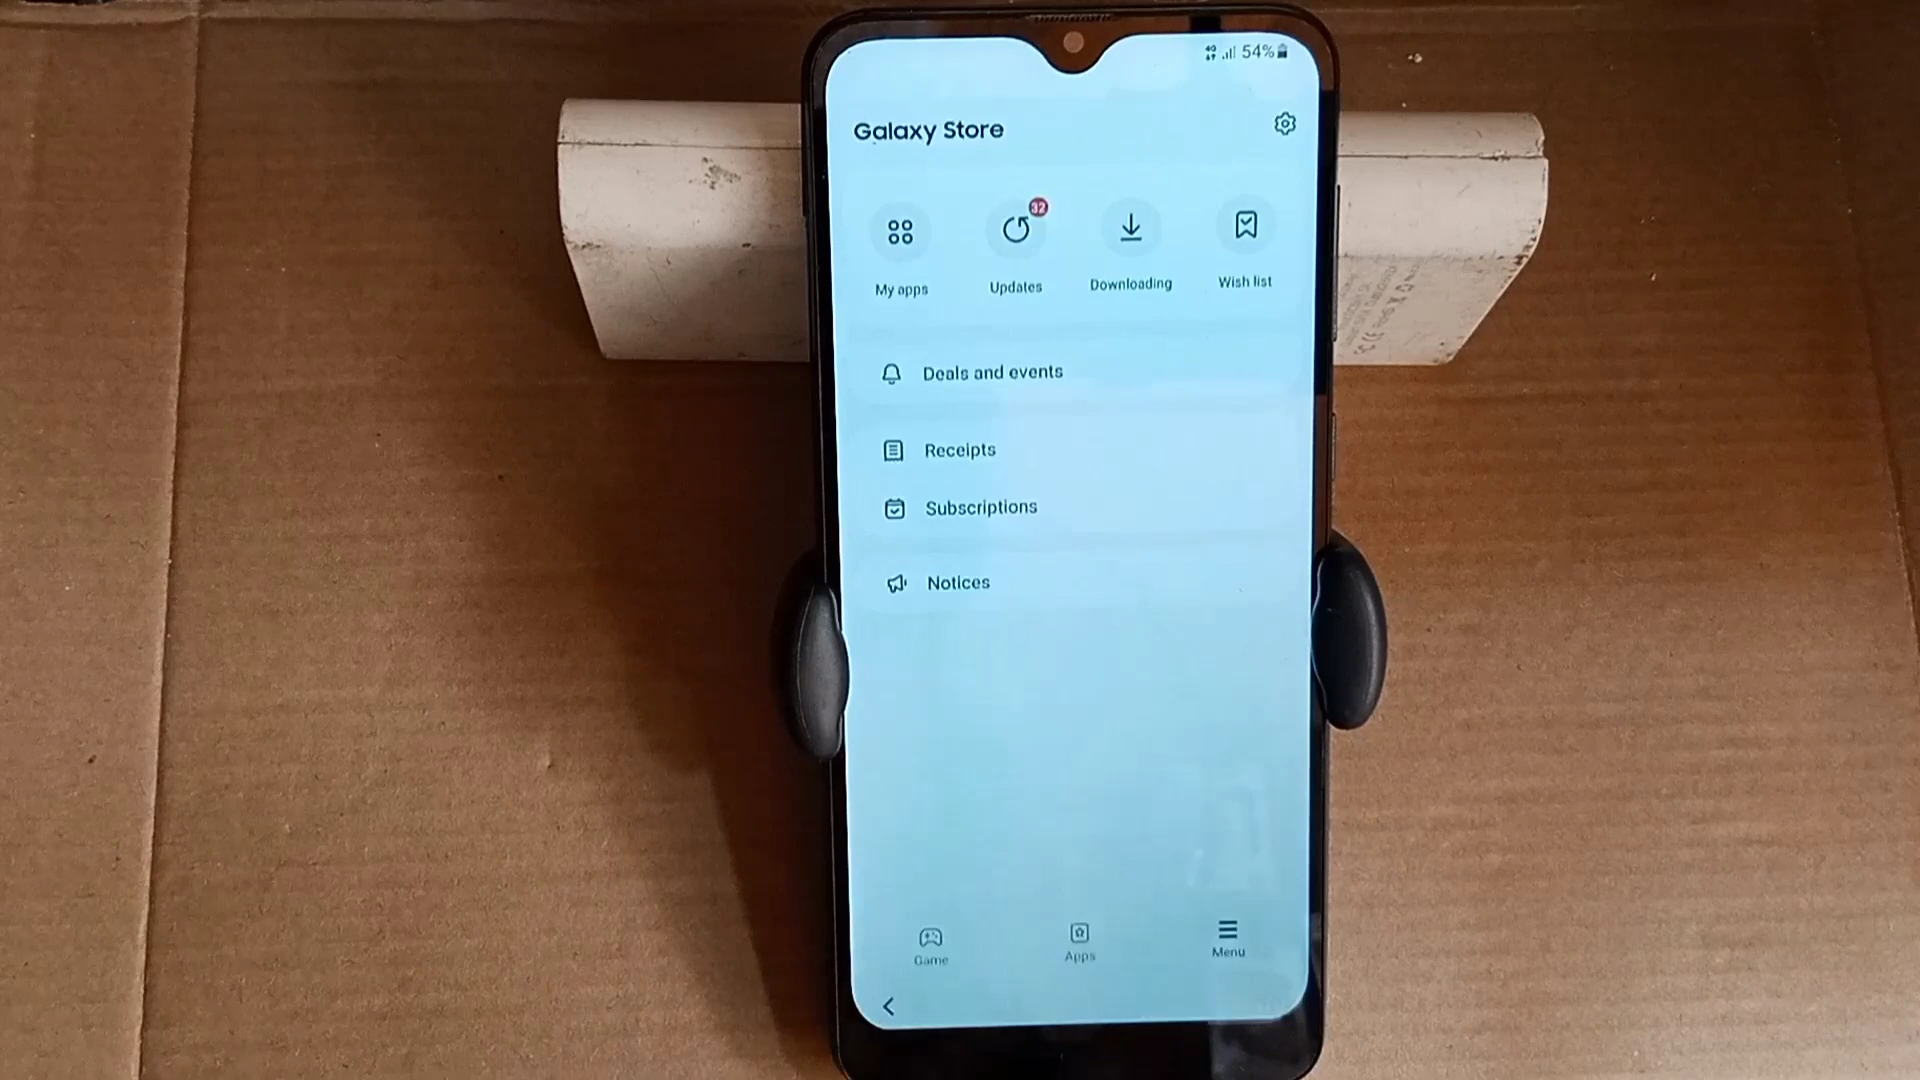 4G 54%
Galaxy Store
32
My apps Updates Downloading Wish list
Deals and events
Receipts
Subscriptions
Notices
Game Apps Menu